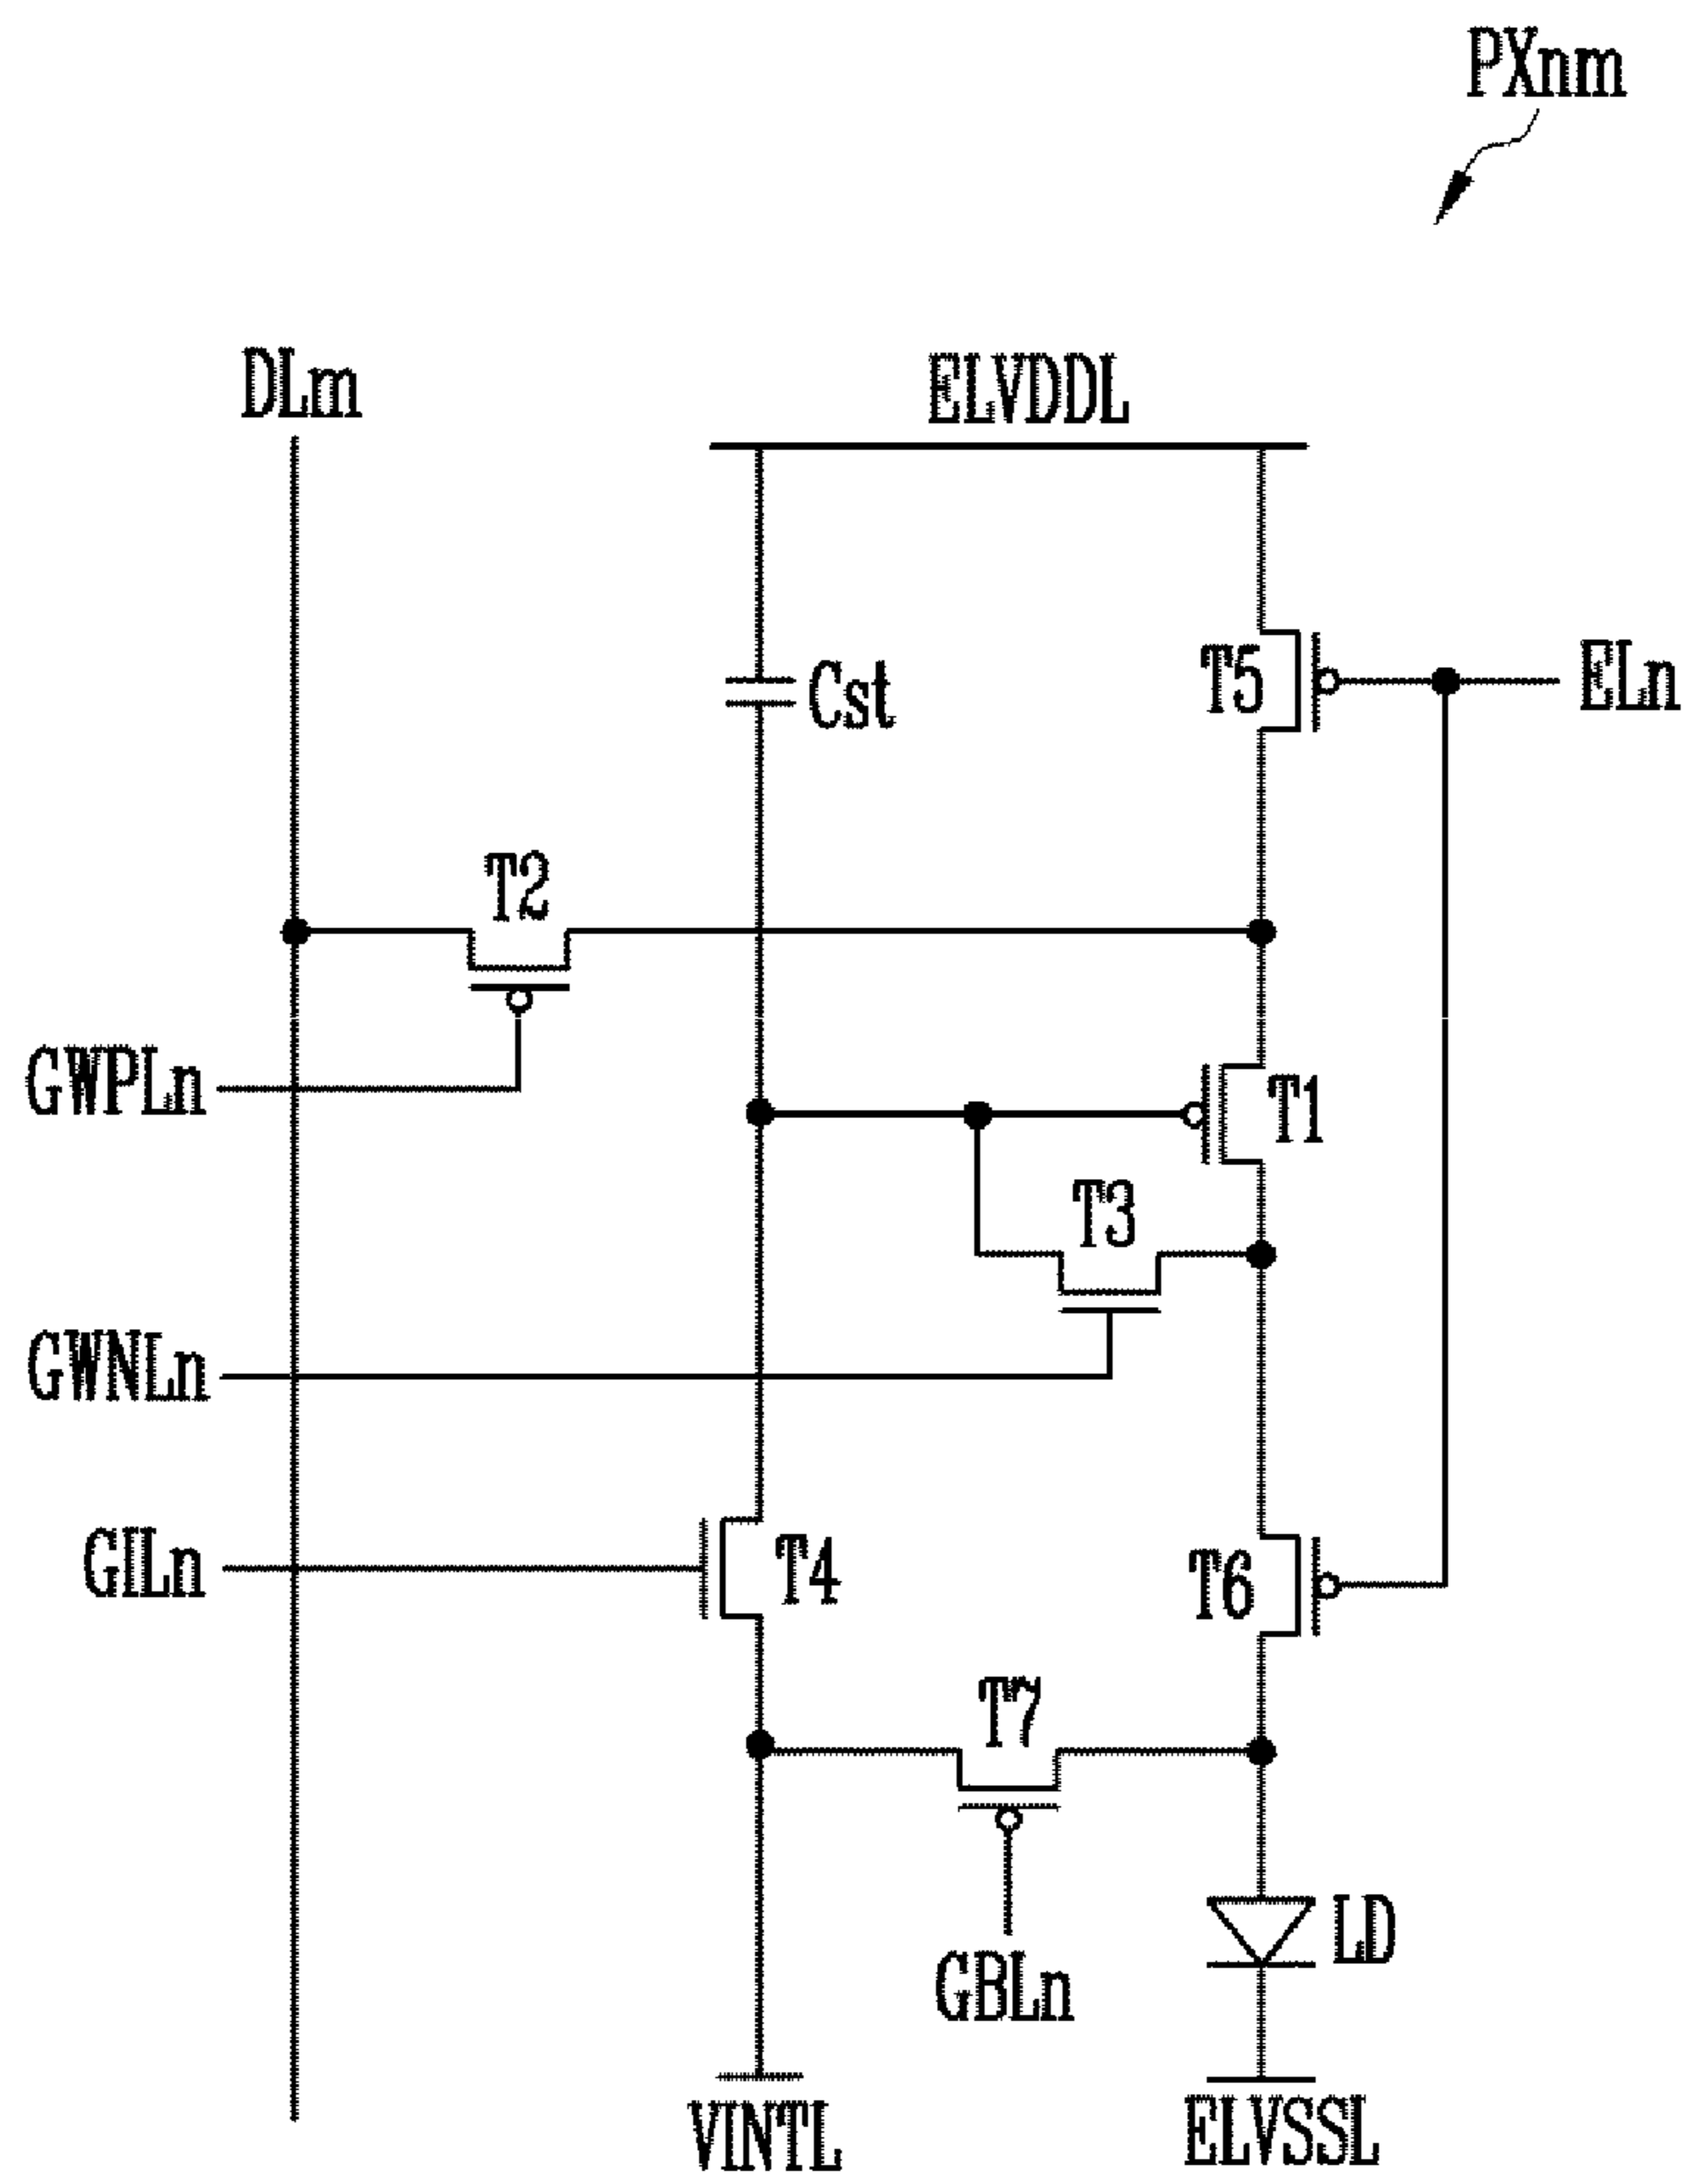 PXnm
DLm
ELVDDL
Cst
T5
ELn
T2
GWPLn
T1
T3
GWNLn
GILn
T4
T6
T7
GBLn
LD
VINTL
ELVSSL